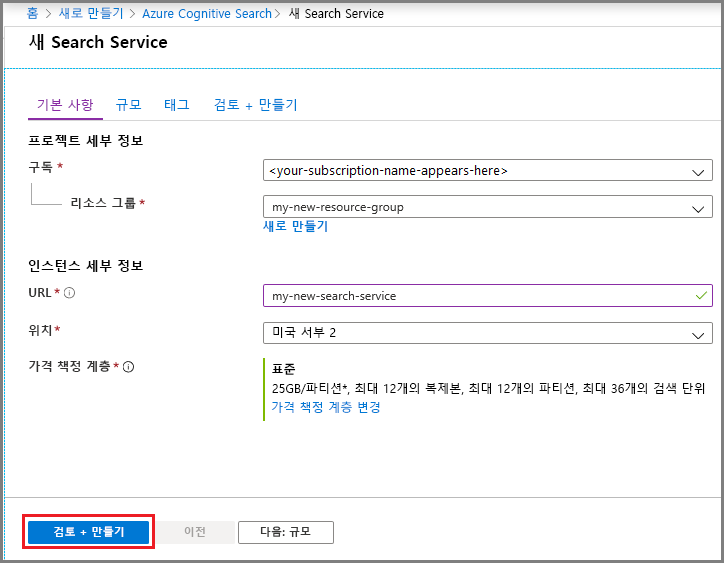 홈 > 새로 만들기 > Azure Cognitive Search > 새 Search Service
새 Search Service
기본 사항 규모 태그 검토 + 만들기
프로젝트 세부 정보
구독 * <your-subscription-name-appears-here>
리소스 그룹 * my-new-resource-group
새로 만들기
인스턴스 세부 정보
URL * my-new-search-service
위치* 미국 서부 2
가격 책정 계층 * 표준
25GB/파티션*, 최대 12개의 복제본, 최대 12개의 파티션, 최대 36개의 검색 단위
가격 책정 계층 변경
검토 + 만들기 이전 다음: 규모